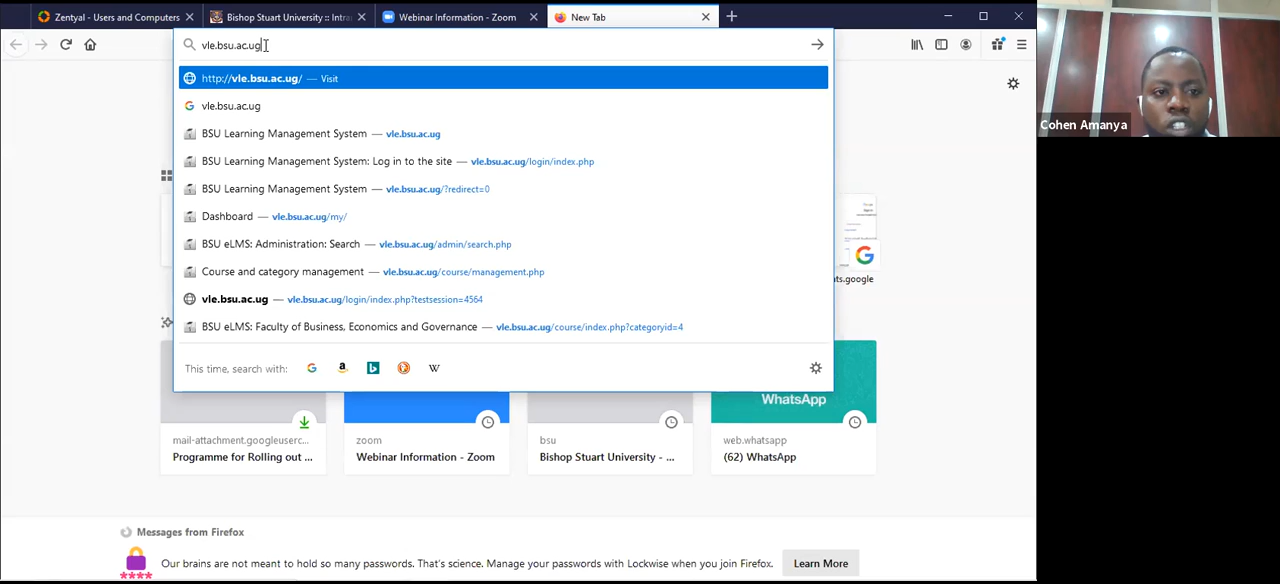 Zentyal - Users and Computers
Bishop Stuart University :: Intra
Webinar Information - Zoom
New Tab
vle.bsu.ac.ug
http://vle.bsu.ac.ug/ — Visit
vle.bsu.ac.ug
BSU Learning Management System — vle.bsu.ac.ug
BSU Learning Management System: Log in to the site — vle.bsu.ac.ug/login/index.php
BSU Learning Management System — vle.bsu.ac.ug/?redirect=0
Dashboard — vle.bsu.ac.ug/my/
BSU eLMS: Administration: Search — vle.bsu.ac.ug/admin/search.php
Course and category management — vle.bsu.ac.ug/course/management.php
vle.bsu.ac.ug — vle.bsu.ac.ug/login/index.php?testsession=4564
BSU eLMS: Faculty of Business, Economics and Governance — vle.bsu.ac.ug/course/index.php?categoryid=4
This time, search with:
Cohen Amanya
ats.google
WhatsApp
mail-attachment.googleuserc...
Programme for Rolling out ...
zoom
Webinar Information - Zoom
bsu
Bishop Stuart University - ...
web.whatsapp
(62) WhatsApp
Messages from Firefox
Our brains are not meant to hold so many passwords. That's science. Manage your passwords with Lockwise when you join Firefox.
Learn More